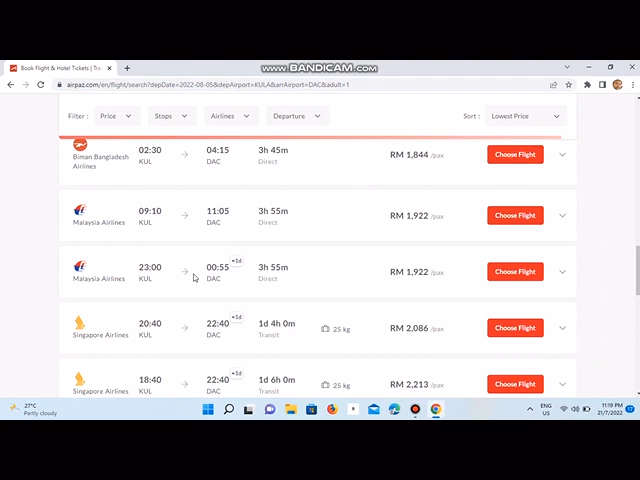 WWW.BANDICAM.COM
Book Flight & Hotel Tickets | Tra
airpaz.com/en/flight/search?depDate=2022-08-05&depAirport=KULA&arrAirport=DAC&adult=1
Filter : Price Stops Airlines Departure Sort : Lowest Price
02:30 04:15 3h 45m RM 1,844 /pax Choose Flight
Biman Bangladesh KUL DAC Direct
Airlines
09:10 11:05 3h 55m RM 1,922 /pax Choose Flight
Malaysia Airlines KUL DAC Direct
23:00 00:55 +1d 3h 55m RM 1,922 /pax Choose Flight
Malaysia Airlines KUL DAC Direct
20:40 22:40 +1d 1d 4h 0m 25 kg RM 2,086 /pax Choose Flight
Singapore Airlines KUL DAC Transit
18:40 22:40 +1d 1d 6h 0m 25 kg RM 2,213 /pax Choose Flight
Singapore Airlines KUL DAC Transit
27°C ENG 11:19 PM
Partly cloudy US 21/7/2022